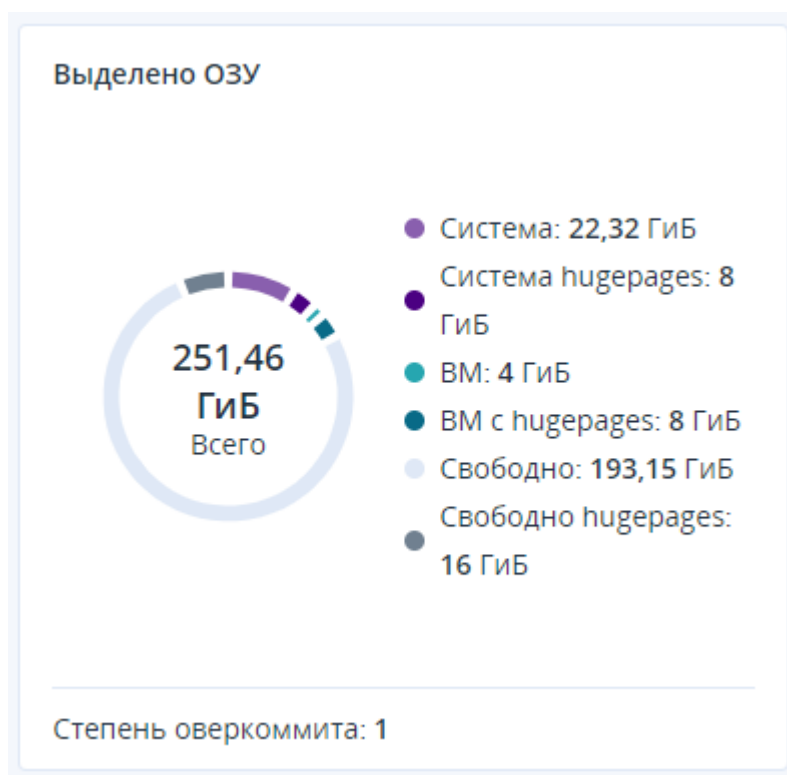 Выделено ОЗУ
251,46
ГиБ
Всего
Система: 22,32 ГиБ
Система hugepages: 8
ГиБ
ВМ: 4 ГиБ
ВМ с hugepages: 8 ГиБ
Свободно: 193,15 ГиБ
Свободно hugepages:
16 ГиБ
Степень оверкоммита: 1